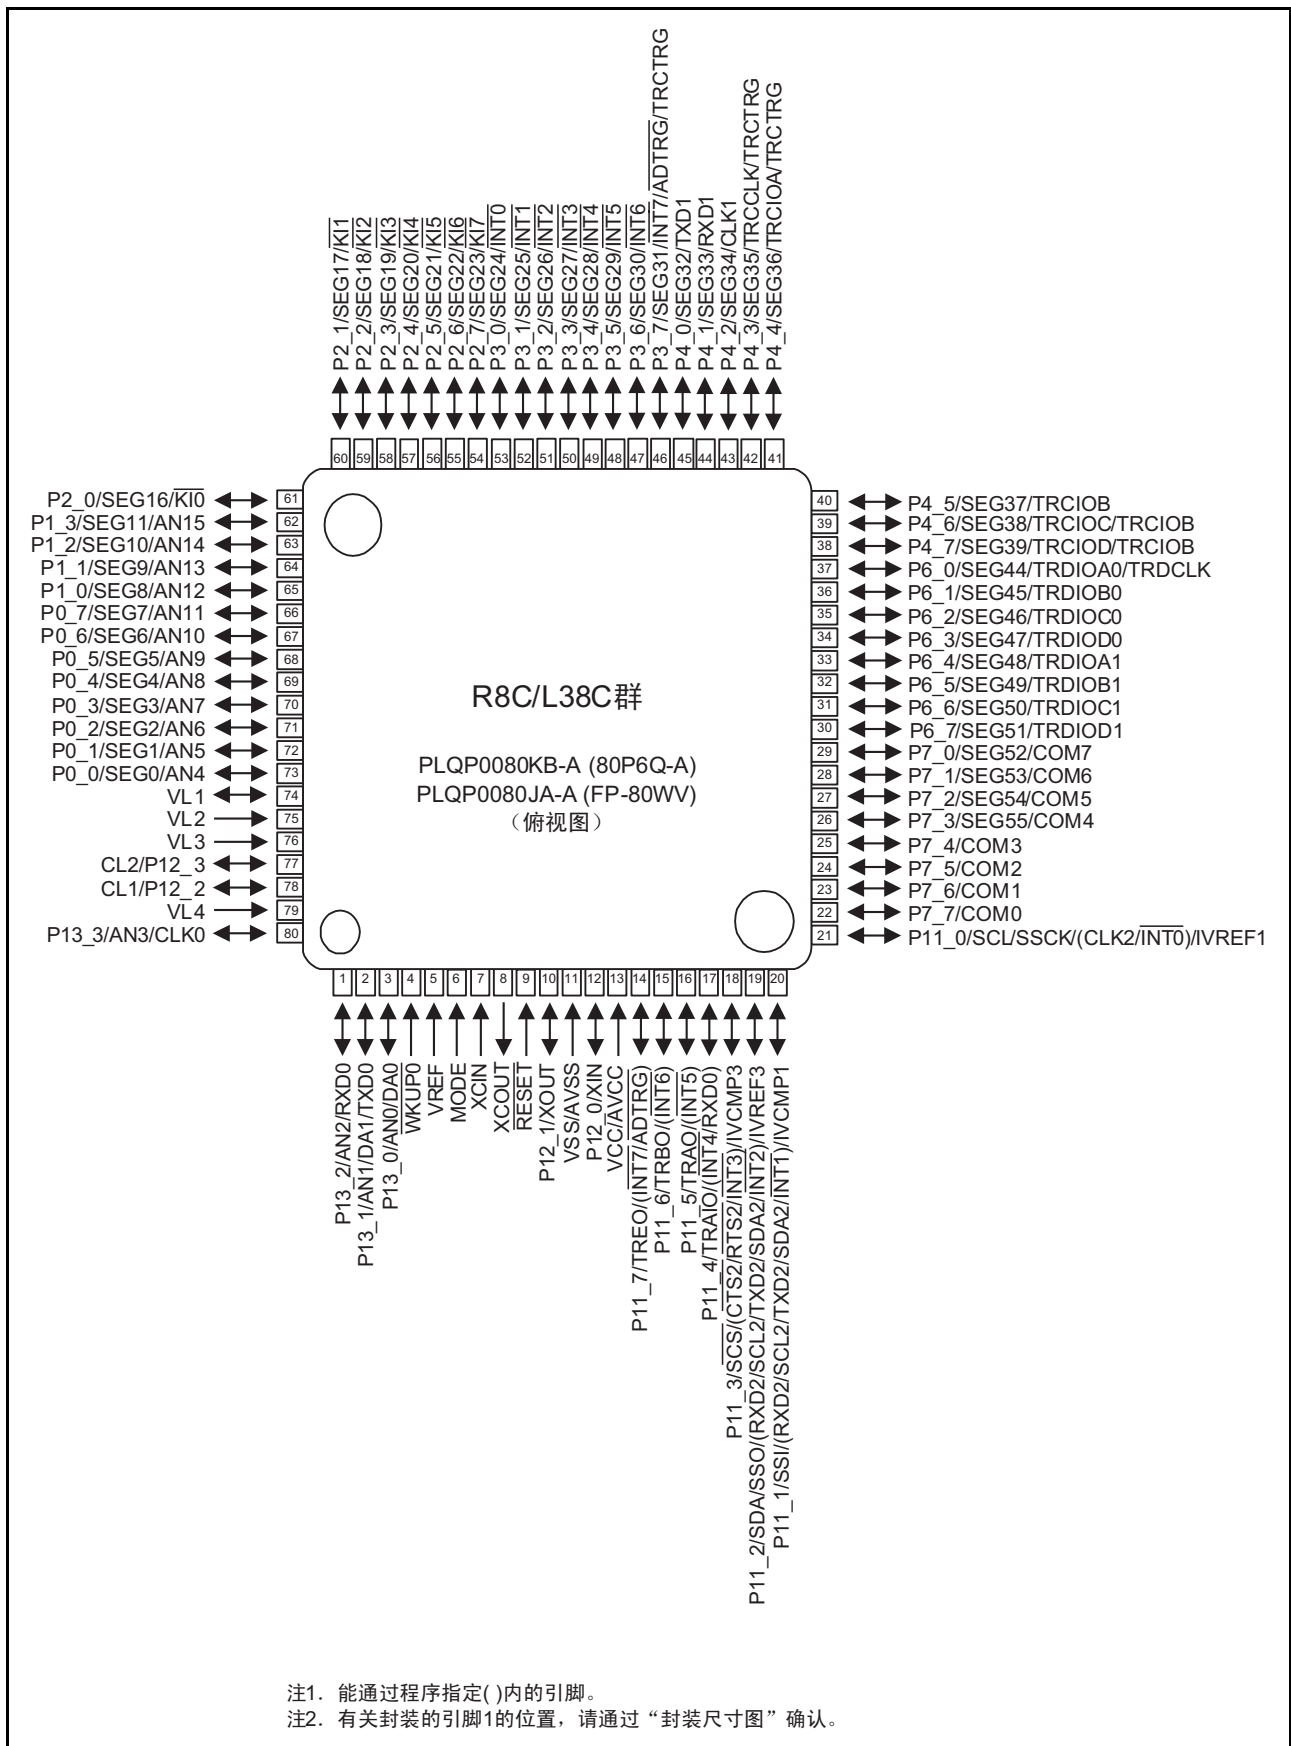 P2_1/SEG17/KI1
P2_2/SEG18/KI2
P2_3/SEG19/KI3
P2_4/SEG20/KI4
P2_5/SEG21/KI5
P2_6/SEG22/KI6
P2_7/SEG23/KI7
P3_0/SEG24/INT0
P3_1/SEG25/INT1
P3_2/SEG26/INT2
P3_3/SEG27/INT3
P3_4/SEG28/INT4
P3_5/SEG29/INT5
P3_6/SEG30/INT6
P3_7/SEG31/INT7/ADTRG/TRCTRG
P4_0/SEG32/TXD1
P4_1/SEG33/RXD1
P4_2/SEG34/CLK1
P4_3/SEG35/TRCCLK/TRCTRG
P4_4/SEG36/TRCIOA/TRCTRG
60 59 58 57 56 55 54 53 52 51 50 49 48 47 46 45 44 43 42 41
P2_0/SEG16/KI0 61
P1_3/SEG11/AN15 62
P1_2/SEG10/AN14 63
P1_1/SEG9/AN13 64
P1_0/SEG8/AN12 65
P0_7/SEG7/AN11 66
P0_6/SEG6/AN10 67
P0_5/SEG5/AN9 68
P0_4/SEG4/AN8 69
P0_3/SEG3/AN7 70
P0_2/SEG2/AN6 71
P0_1/SEG1/AN5 72
P0_0/SEG0/AN4 73
VL1 74
VL2 75
VL3 76
CL2/P12_3 77
CL1/P12_2 78
VL4 79
P13_3/AN3/CLK0 80
R8C/L38C群
PLQP0080KB-A (80P6Q-A)
PLQP0080JA-A (FP-80WV)
（俯视图）
40 P4_5/SEG37/TRCIOB
39 P4_6/SEG38/TRCIOC/TRCIOB
38 P4_7/SEG39/TRCIOD/TRCIOB
37 P6_0/SEG44/TRDIOA0/TRDCLK
36 P6_1/SEG45/TRDIOB0
35 P6_2/SEG46/TRDIOC0
34 P6_3/SEG47/TRDIOD0
33 P6_4/SEG48/TRDIOA1
32 P6_5/SEG49/TRDIOB1
31 P6_6/SEG50/TRDIOC1
30 P6_7/SEG51/TRDIOD1
29 P7_0/SEG52/COM7
28 P7_1/SEG53/COM6
27 P7_2/SEG54/COM5
26 P7_3/SEG55/COM4
25 P7_4/COM3
24 P7_5/COM2
23 P7_6/COM1
22 P7_7/COM0
21 P11_0/SCL/SSCK/(CLK2/INT0)/IVREF1
1 2 3 4 5 6 7 8 9 10 11 12 13 14 15 16 17 18 19 20
P13_2/AN2/RXD0
P13_1/AN1/DA1/TXD0
P13_0/AN0/DA0
WKUP0
VREF
MODE
XCIN
XCOUT
RESET
P12_1/XOUT
VSS/AVSS
P12_0/XIN
VCC/AVCC
P11_7/TREO/(INT7/ADTRG)
P11_6/TRBO/(INT6)
P11_5/TRAO/(INT5)
P11_4/TRAIO/(INT4/RXD0)
P11_3/SCS/(CTS2/RTS2/INT3)/IVCMP3
P11_2/SDA/SSO/(RXD2/SCL2/TXD2/SDA2/INT2)/IVREF3
P11_1/SSI/(RXD2/SCL2/TXD2/SDA2/INT1)/IVCMP1
注1．能通过程序指定( )内的引脚。
注2．有关封装的引脚1的位置，请通过“封装尺寸图”确认。